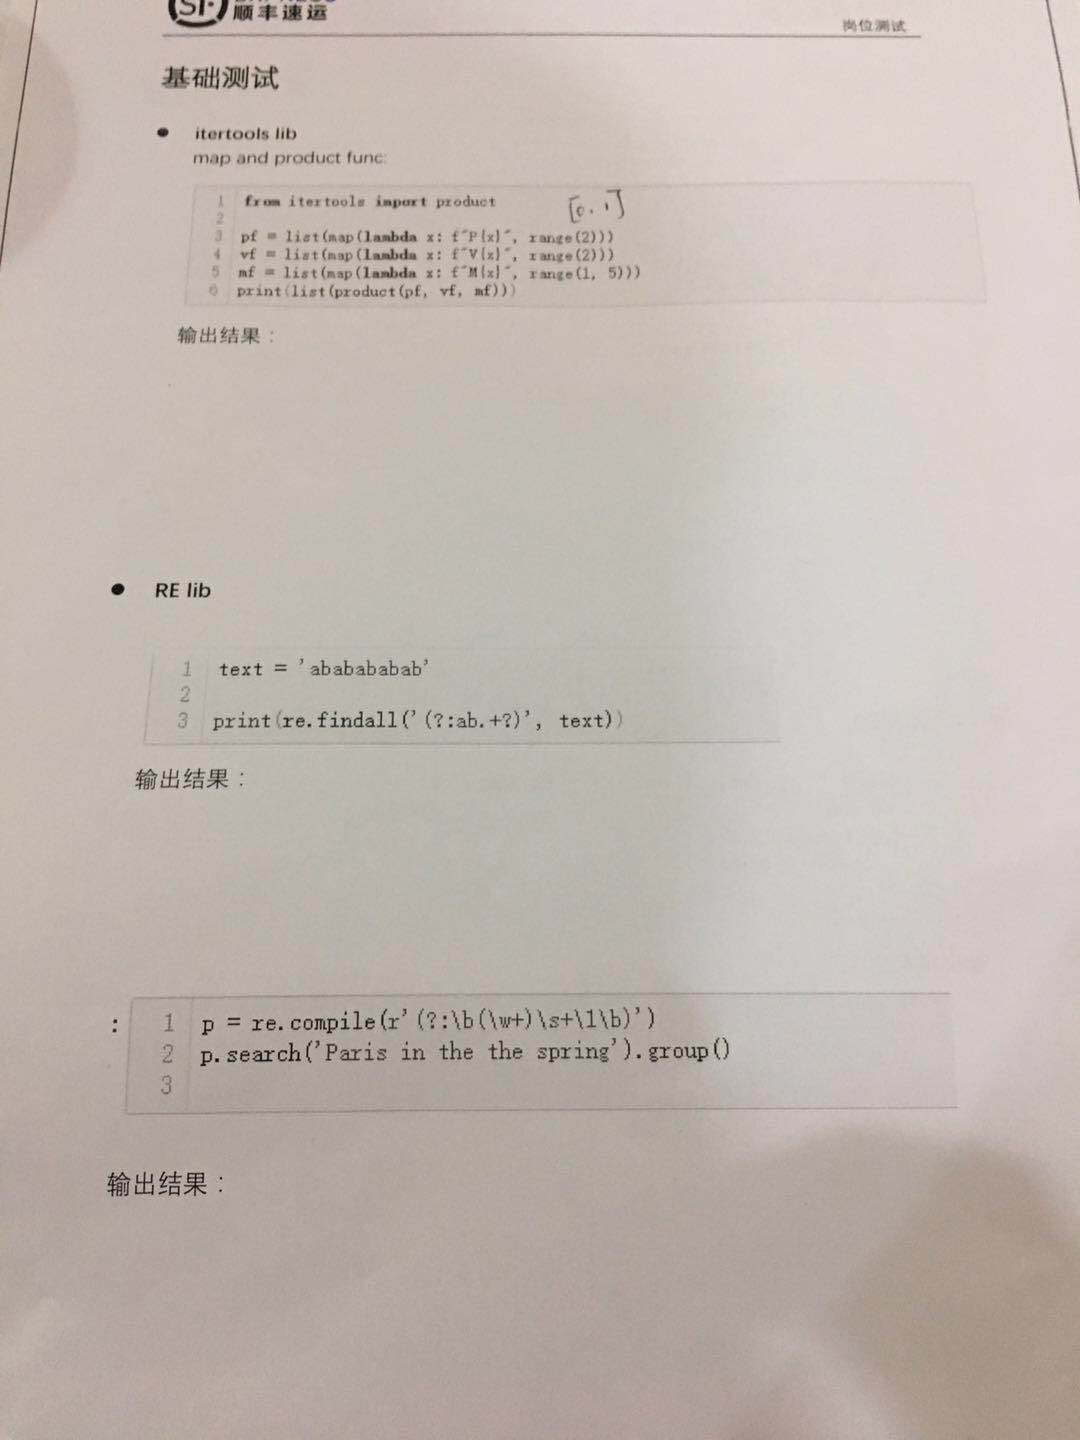 SF
顺丰速运
岗位测试
基础测试
● itertools lib
map and product func:
1 from itertools import product
[0, 1]
2
3 pf = list(map(lambda x: f"P{x}", range(2)))
4 vf = list(map(lambda x: f"V{x}", range(2)))
5 mf = list(map(lambda x: f"M{x}", range(1, 5)))
6 print(list(product(pf, vf, mf)))
输出结果：
● RE lib
1 text = 'ababababab'
2
3 print(re.findall('(?:ab.+?)', text))
输出结果：
: 1 p = re.compile(r'(?:\b(\w+)\s+\1\b)')
2 p.search('Paris in the the spring').group()
3
输出结果：